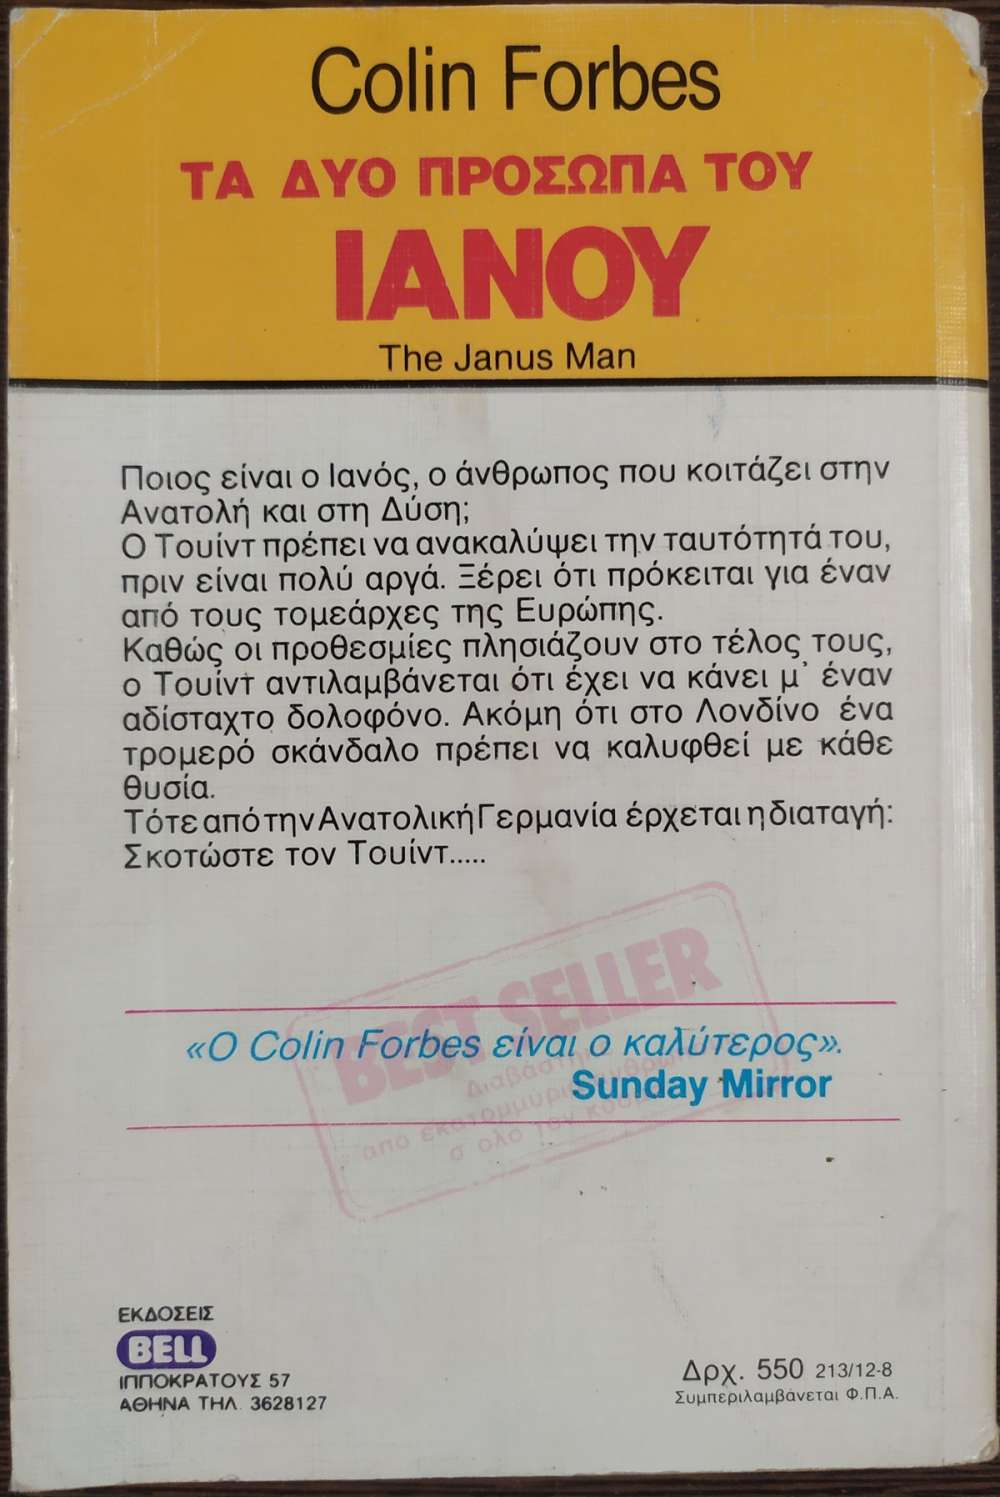 Colin Forbes
ΤΑ ΔΥΟ ΠΡΟΣΩΠΑ ΤΟΥ
ΙΑΝΟΥ
The Janus Man
Ποιος είναι ο Ιανός, ο άνθρωπος που κοιτάζει στην
Ανατολή και στη Δύση;
Ο Τουίντ πρέπει να ανακαλύψει την ταυτότητά του,
πριν είναι πολύ αργά. Ξέρει ότι πρόκειται για έναν
από τους τομεάρχες της Ευρώπης.
Καθώς οι προθεσμίες πλησιάζουν στο τέλος τους,
ο Τουίντ αντιλαμβάνεται ότι έχει να κάνει μ' έναν
αδίσταχτο δολοφόνο. Ακόμη ότι στο Λονδίνο ένα
τρομερό σκάνδαλο πρέπει να καλυφθεί με κάθε
θυσία.
Τότε από την Ανατολική Γερμανία έρχεται η διαταγή:
Σκοτώστε τον Τουίντ.....
BEST SELLER
«Ο Colin Forbes είναι ο καλύτερος».
Sunday Mirror
από εκατομμύρια
σ' όλο τον
ΕΚΔΟΣΕΙΣ
BELL
ΙΠΠΟΚΡΑΤΟΥΣ 57
ΑΘΗΝΑ ΤΗΛ. 3628127
Δρχ. 550 213/12-8
Συμπεριλαμβάνεται Φ.Π.Α.